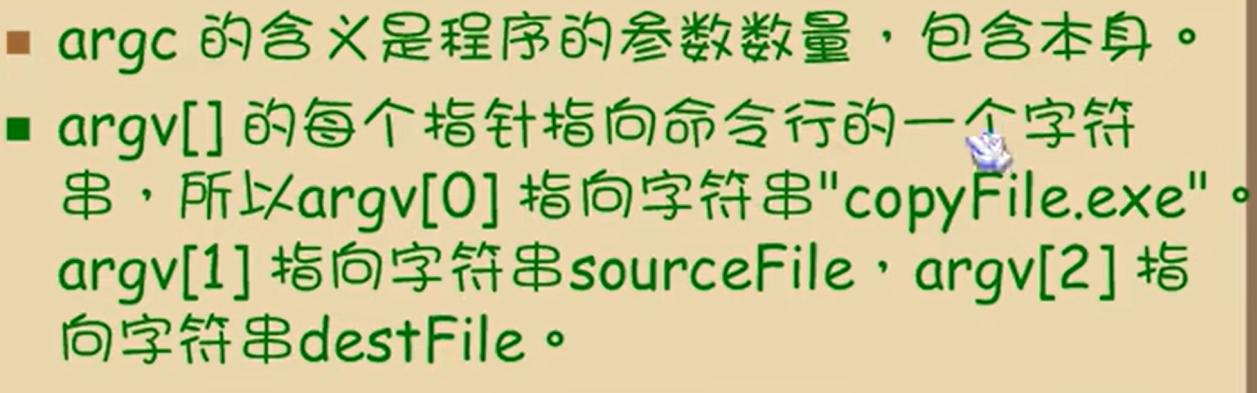 argc 的含义是程序的参数数量，包含本身。
argv[] 的每个指针指向命令行的一个字符
串，所以argv[0] 指向字符串"copyFile.exe"。
argv[1] 指向字符串sourceFile，argv[2] 指
向字符串destFile。